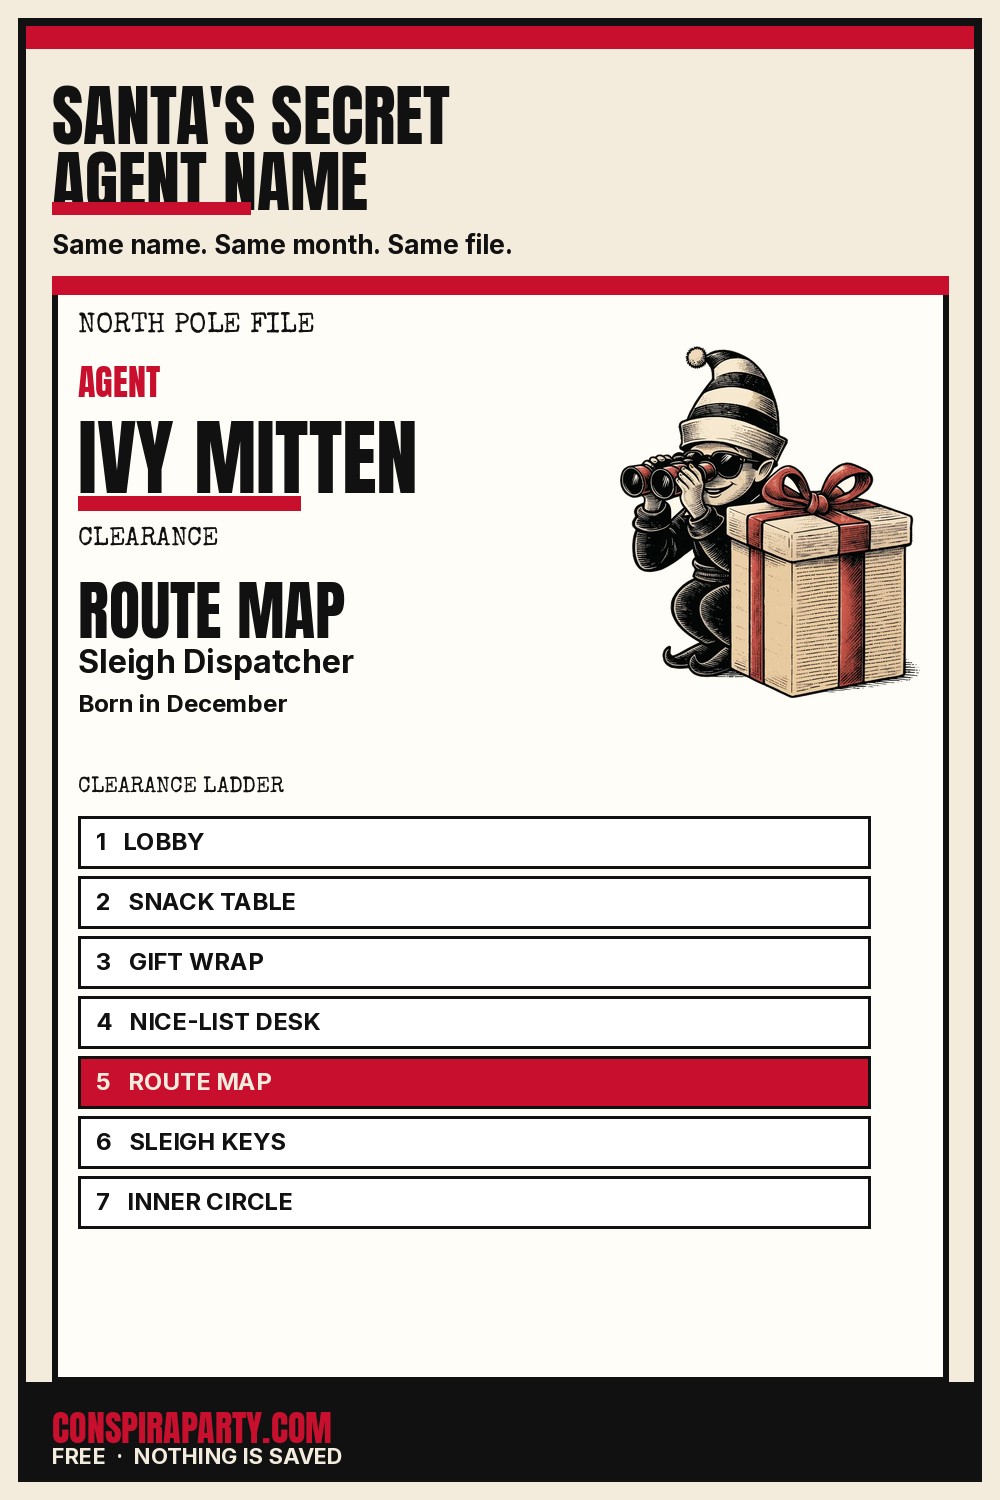 SANTA'S SECRET
AGENT NAME
Same name. Same month. Same file.
NORTH POLE FILE
AGENT
IVY MITTEN
CLEARANCE
ROUTE MAP
Sleigh Dispatcher
Born in December
CLEARANCE LADDER
1 LOBBY
2 SNACK TABLE
3 GIFT WRAP
4 NICE-LIST DESK
5 ROUTE MAP
6 SLEIGH KEYS
7 INNER CIRCLE
CONSPIRAPARTY.COM
FREE · NOTHING IS SAVED